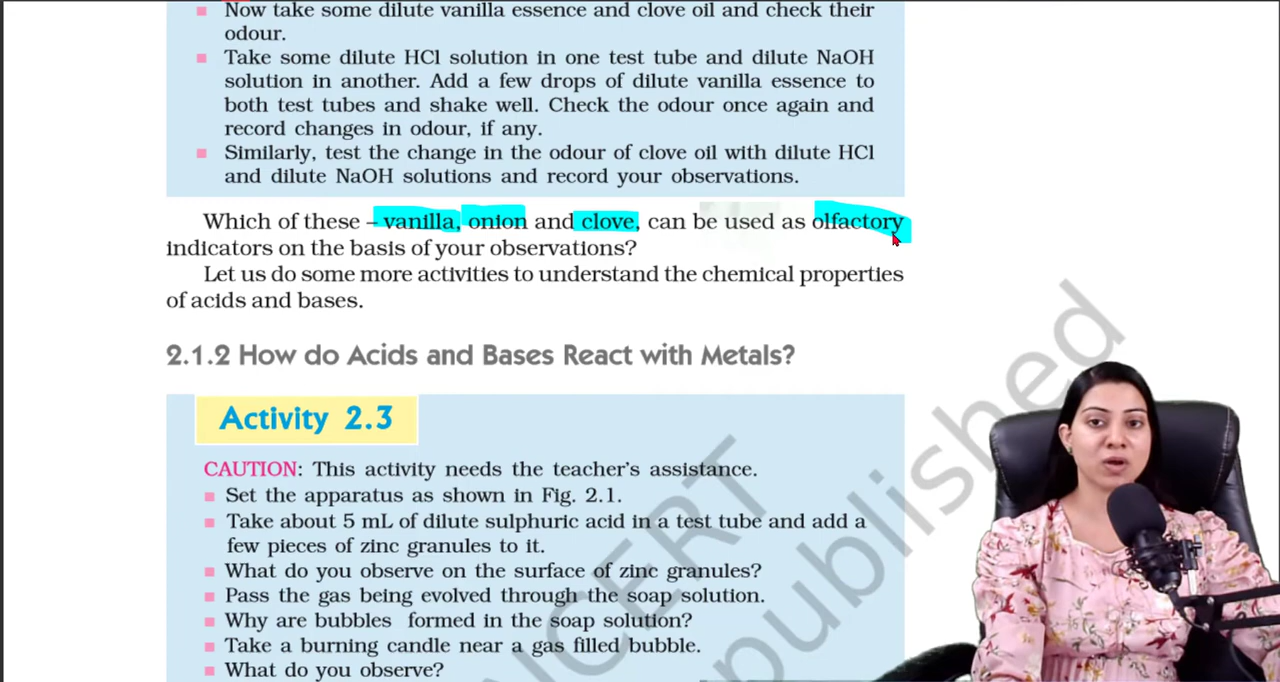 Now take some dilute vanilla essence and clove oil and check their
odour.
Take some dilute HCl solution in one test tube and dilute NaOH
solution in another. Add a few drops of dilute vanilla essence to
both test tubes and shake well. Check the odour once again and
record changes in odour, if any.
Similarly, test the change in the odour of clove oil with dilute HCl
and dilute NaOH solutions and record your observations.
Which of these – vanilla, onion and clove, can be used as olfactory
indicators on the basis of your observations?
Let us do some more activities to understand the chemical properties
of acids and bases.
2.1.2 How do Acids and Bases React with Metals?
Activity 2.3
CAUTION: This activity needs the teacher's assistance.
Set the apparatus as shown in Fig. 2.1.
Take about 5 mL of dilute sulphuric acid in a test tube and add a
few pieces of zinc granules to it.
What do you observe on the surface of zinc granules?
Pass the gas being evolved through the soap solution.
Why are bubbles formed in the soap solution?
Take a burning candle near a gas filled bubble.
What do you observe?
NCERT
republished